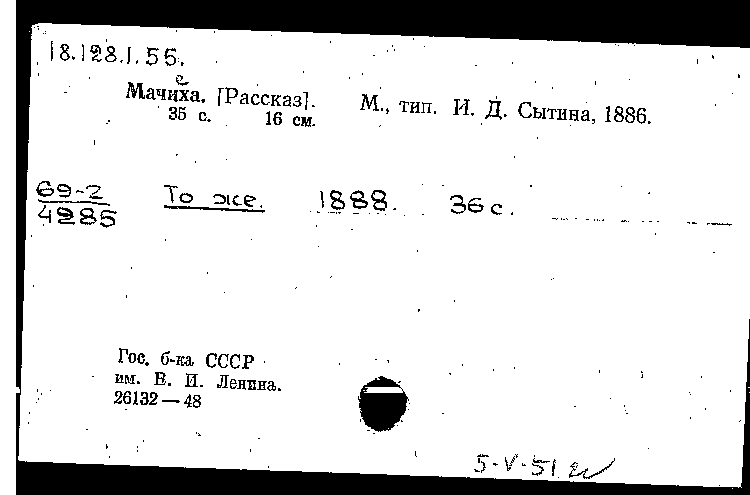 18.128.1.55.
Мачеха. [Рассказ]. М., тип. И. Д. Сытина, 1886.
35 с. 16 см.
69-2 То же. 1888. 36 с.
4285
Гос. б-ка СССР
им. В. И. Ленина.
26132 — 48
5-V-51